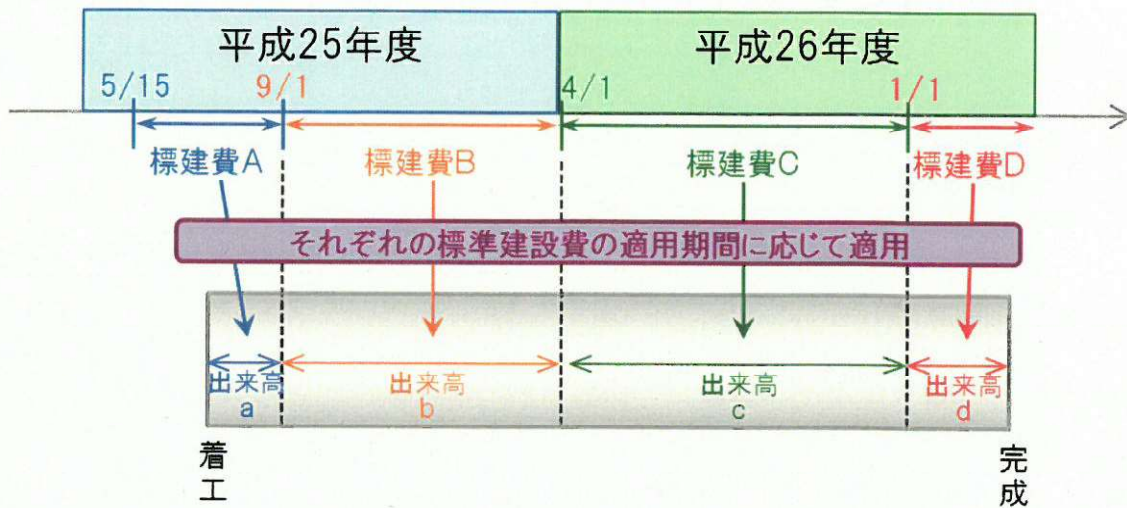 平成25年度
平成26年度
5/15
9/1
4/1
1/1
標建費A
標建費B
標建費C
標建費D
それぞれの標準建設費の適用期間に応じて適用
出来高
a
出来高
b
出来高
c
出来高
d
着工
完成